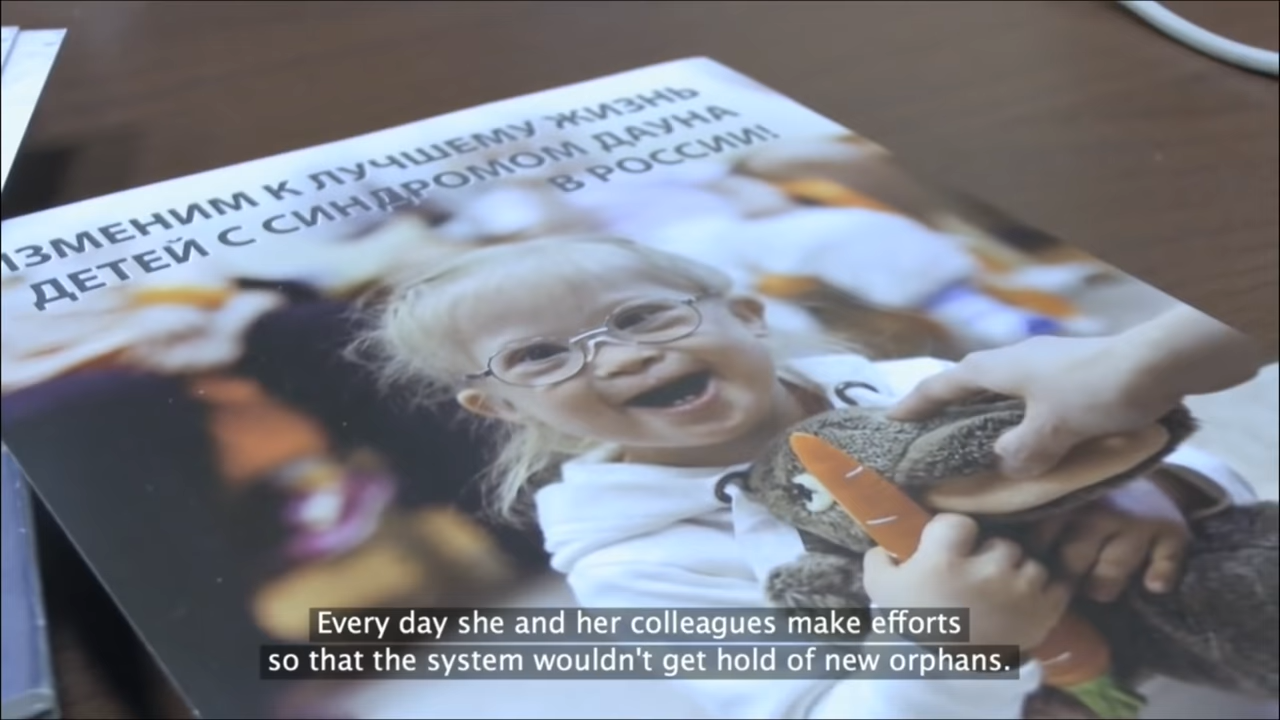 ИЗМЕНИМ К ЛУЧШЕМУ ЖИЗНЬ
ДЕТЕЙ С СИНДРОМОМ ДАУНА
В РОССИИ!
Every day she and her colleagues make efforts
so that the system wouldn't get hold of new orphans.